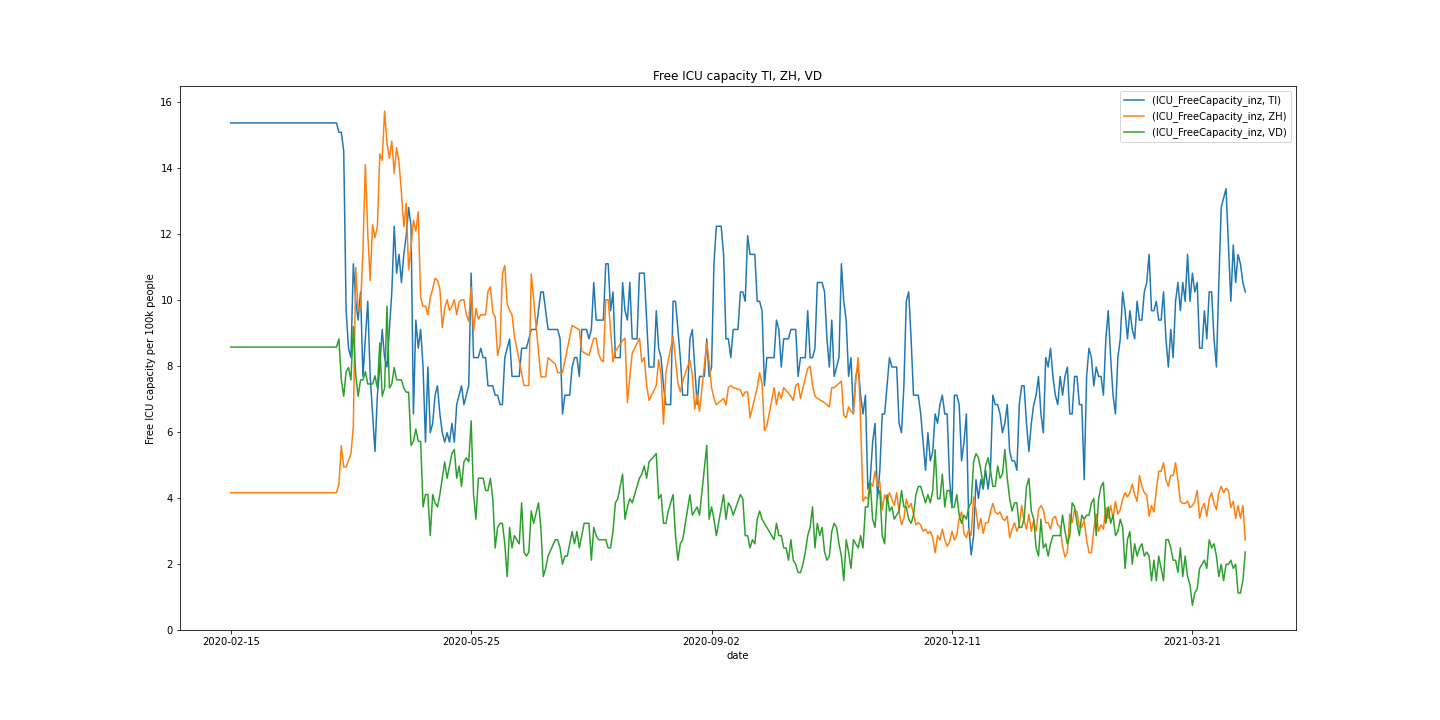 Free ICU capacity TI, ZH, VD
(ICU_FreeCapacity_inz, TI)
(ICU_FreeCapacity_inz, ZH)
(ICU_FreeCapacity_inz, VD)
Free ICU capacity per 100k people
16
14
12
10
8
6
4
2
0
2020-02-15
2020-05-25
2020-09-02
2020-12-11
2021-03-21
date